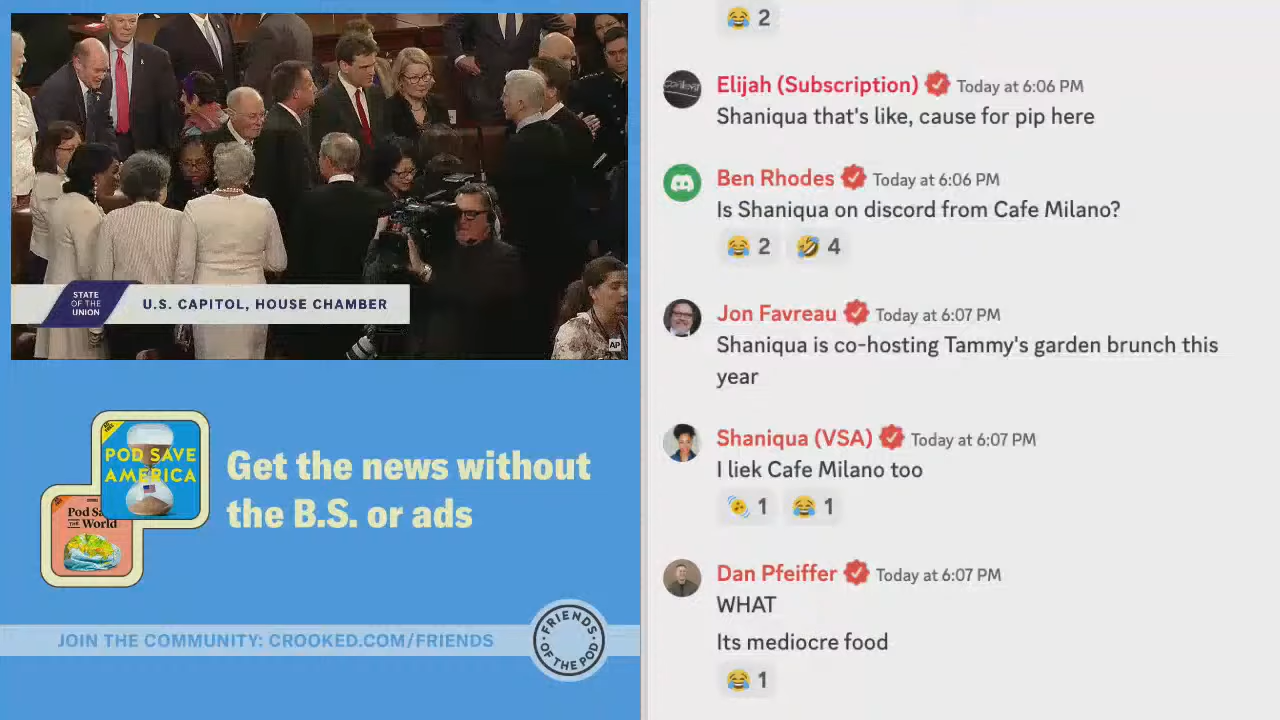 STATE
OF THE
UNION
U.S. CAPITOL, HOUSE CHAMBER
AP
POD SAVE
AMERICA
Pod Sa
THE World
Get the news without
the B.S. or ads
JOIN THE COMMUNITY: CROOKED.COM/FRIENDS
FRIENDS
OF THE POD
2
Elijah (Subscription) Today at 6:06 PM
Shaniqua that's like, cause for pip here
Ben Rhodes Today at 6:06 PM
Is Shaniqua on discord from Cafe Milano?
2 4
Jon Favreau Today at 6:07 PM
Shaniqua is co-hosting Tammy's garden brunch this
year
Shaniqua (VSA) Today at 6:07 PM
I liek Cafe Milano too
1 1
Dan Pfeiffer Today at 6:07 PM
WHAT
Its mediocre food
1